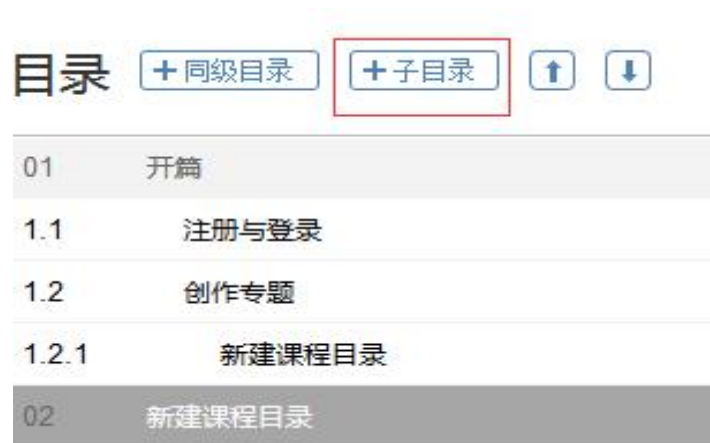 目录 +同级目录 +子目录
01 开篇
1.1 注册与登录
1.2 创作专题
1.2.1 新建课程目录
02 新建课程目录